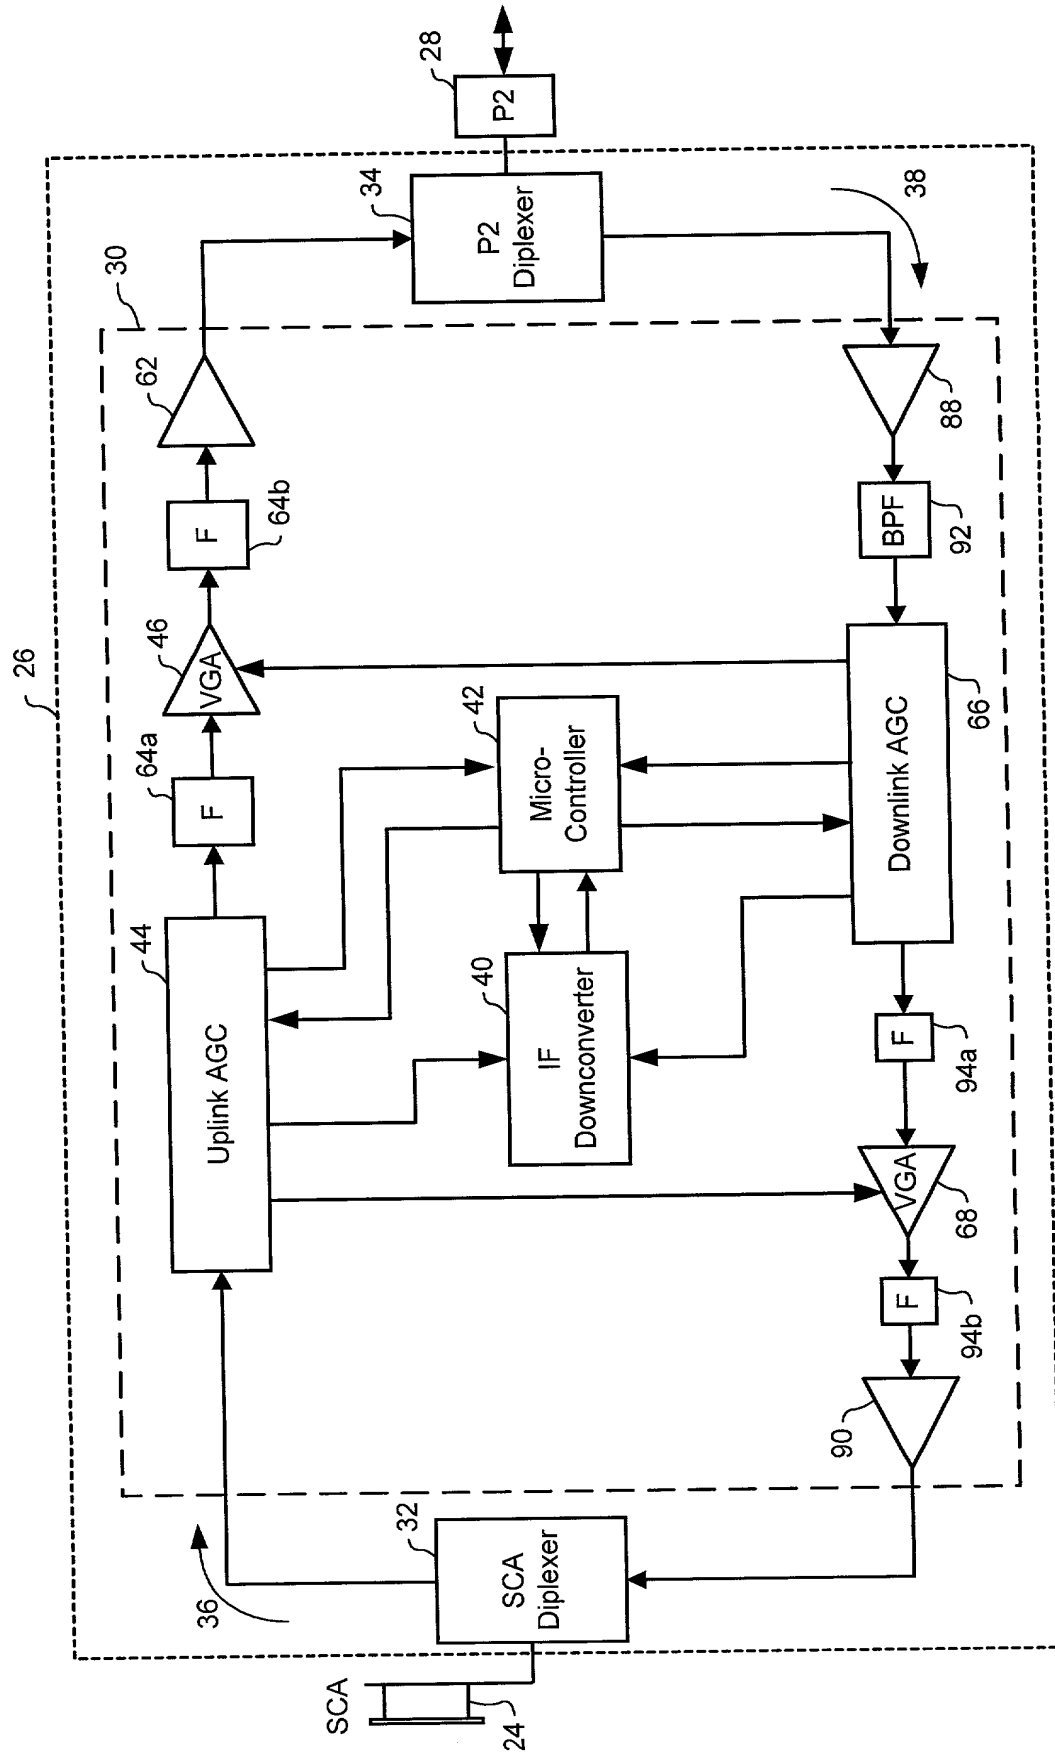 26
30
44
Uplink AGC
64a
F
46
VGA
F
64b
62
36
SCA
24
32
SCA
Diplexer
40
IF
Downconverter
42
Micro-
Controller
34
P2
Diplexer
28
P2
38
90
94b
F
68
VGA
94a
F
Downlink AGC
66
BPF
92
88